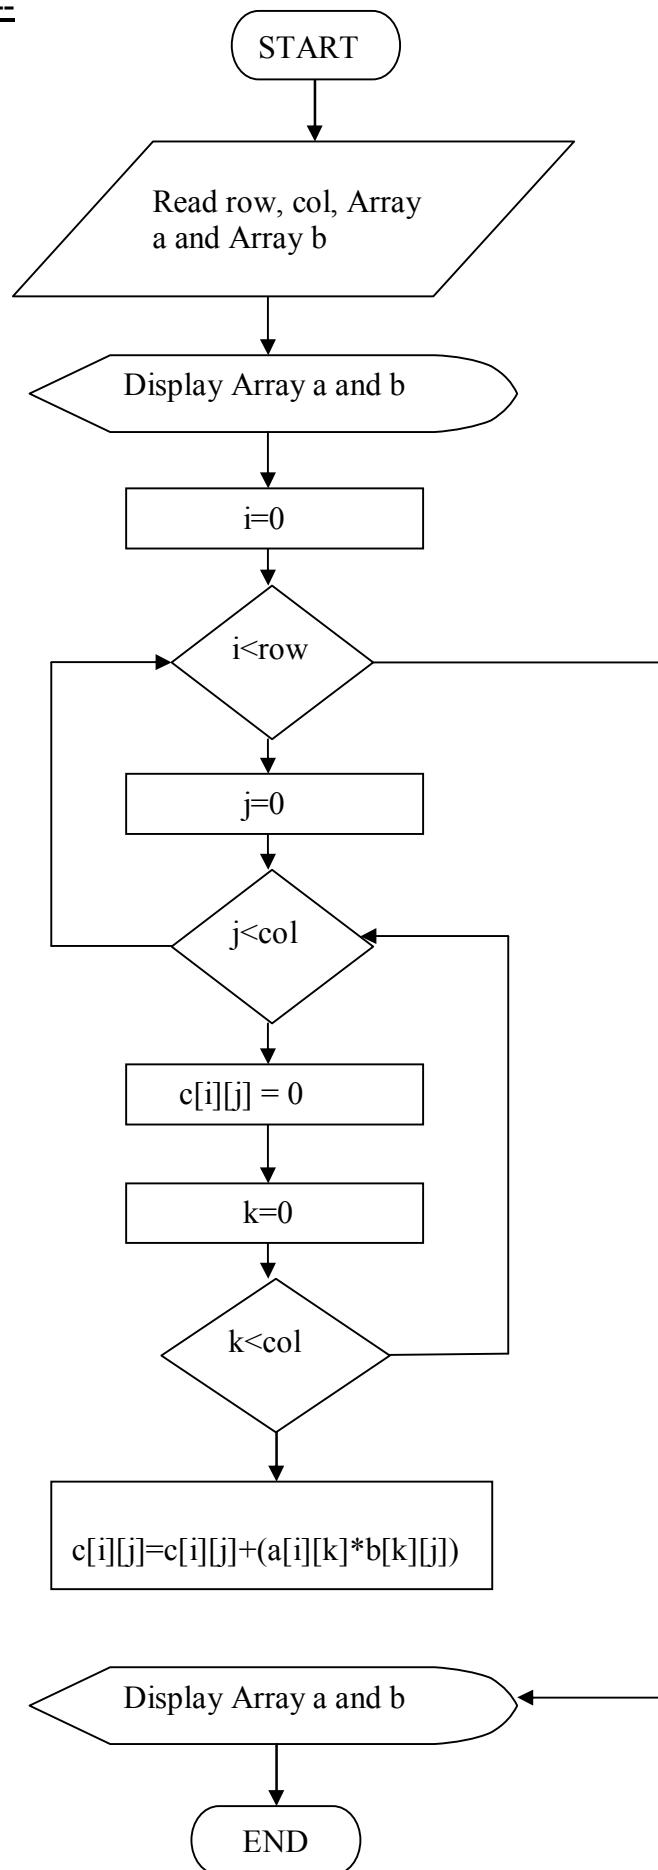 START
Read row, col, Array
a and Array b
Display Array a and b
i=0
i<row
j=0
j<col
c[i][j] = 0
k=0
k<col
c[i][j]=c[i][j]+(a[i][k]*b[k][j])
Display Array a and b
END